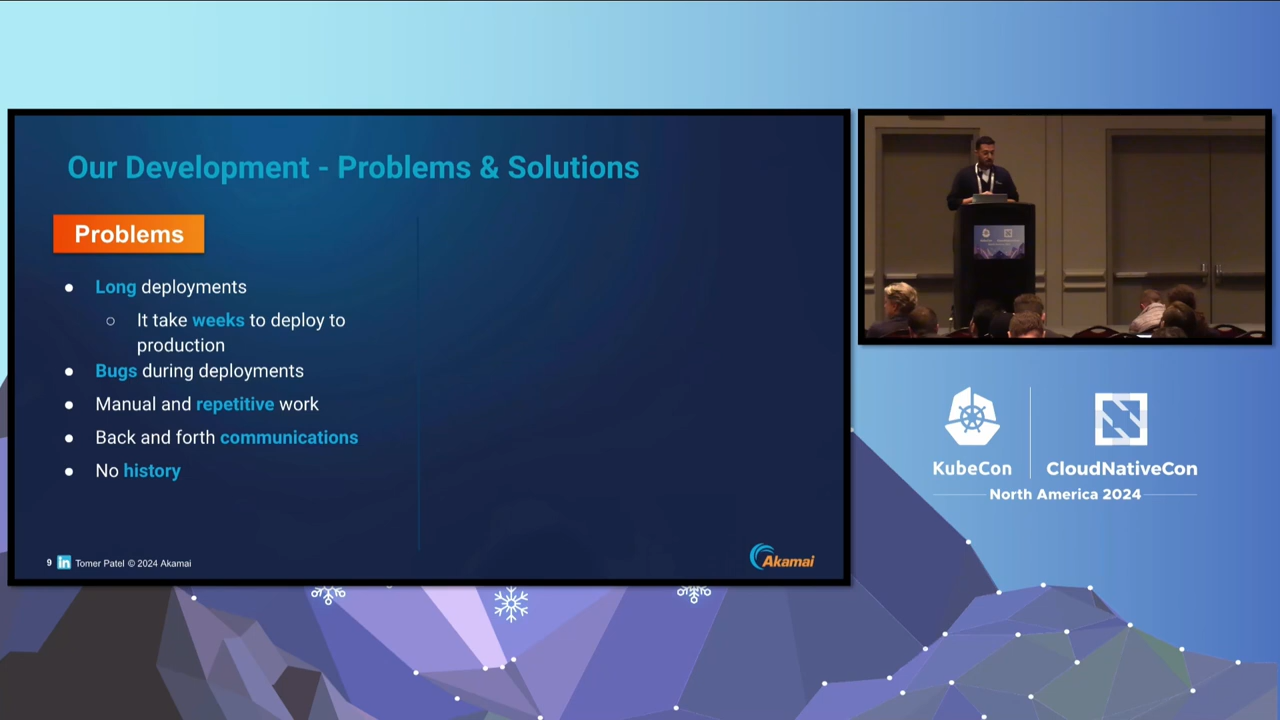 Our Development - Problems & Solutions
Problems
● Long deployments
○ It take weeks to deploy to
production
● Bugs during deployments
● Manual and repetitive work
● Back and forth communications
● No history
9 in Tomer Patel © 2024 Akamai
Akamai
KubeCon
CloudNativeCon
North America 2024